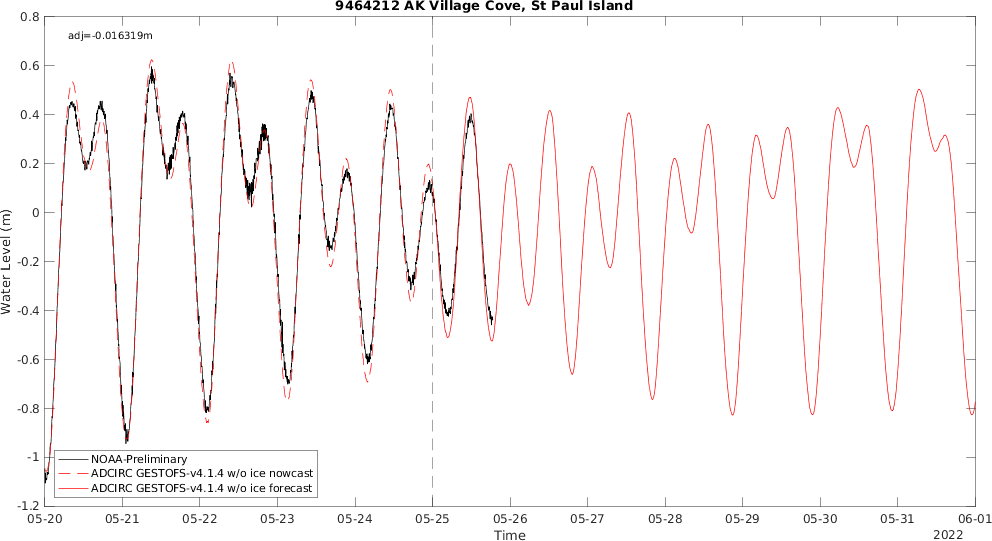 9464212 AK Village Cove, St Paul Island
adj=-0.016319m
0.8
0.6
0.4
0.2
0
-0.2
-0.4
-0.6
-0.8
-1
-1.2
Water Level (m)
NOAA-Preliminary
ADCIRC GESTOFS-v4.1.4 w/o ice nowcast
ADCIRC GESTOFS-v4.1.4 w/o ice forecast
05-20 05-21 05-22 05-23 05-24 05-25 05-26 05-27 05-28 05-29 05-30 05-31 06-01
Time
2022